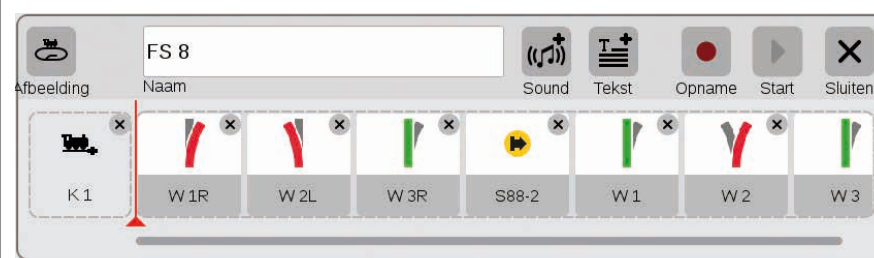 FS 8
Afbeelding Naam Sound Tekst Opname Start Sluiten
K 1 W 1R W 2L W 3R S88-2 W 1 W 2 W 3